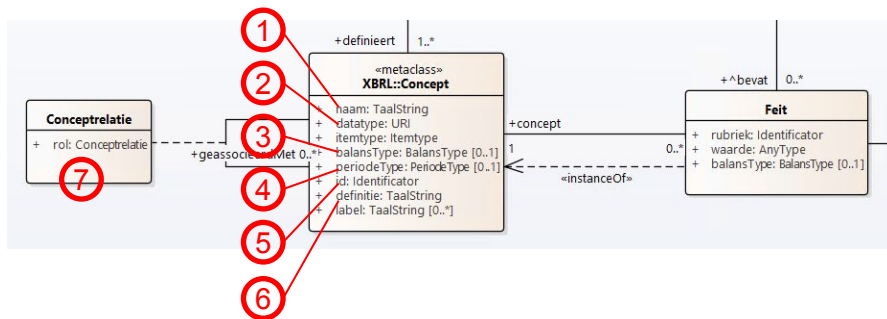 1
+definieert 1..*
2
«metaclass»
XBRL::Concept
+ naam: TaalString
+ datatype: URI
+ itemtype: Itemtype
+ balansType: BalansType [0..1]
+ periodeType: PeriodeType [0..1]
+ id: Identificator
+ definitie: TaalString
+ label: TaalString [0..*]
Conceptrelatie
+ rol: Conceptrelatie
7
3
+geassocieerdMet 0..*
4
5
6
+concept
1
0..*
«instanceOf»
+^bevat 0..*
Feit
+ rubriek: Identificator
+ waarde: AnyType
+ balansType: BalansType [0..1]